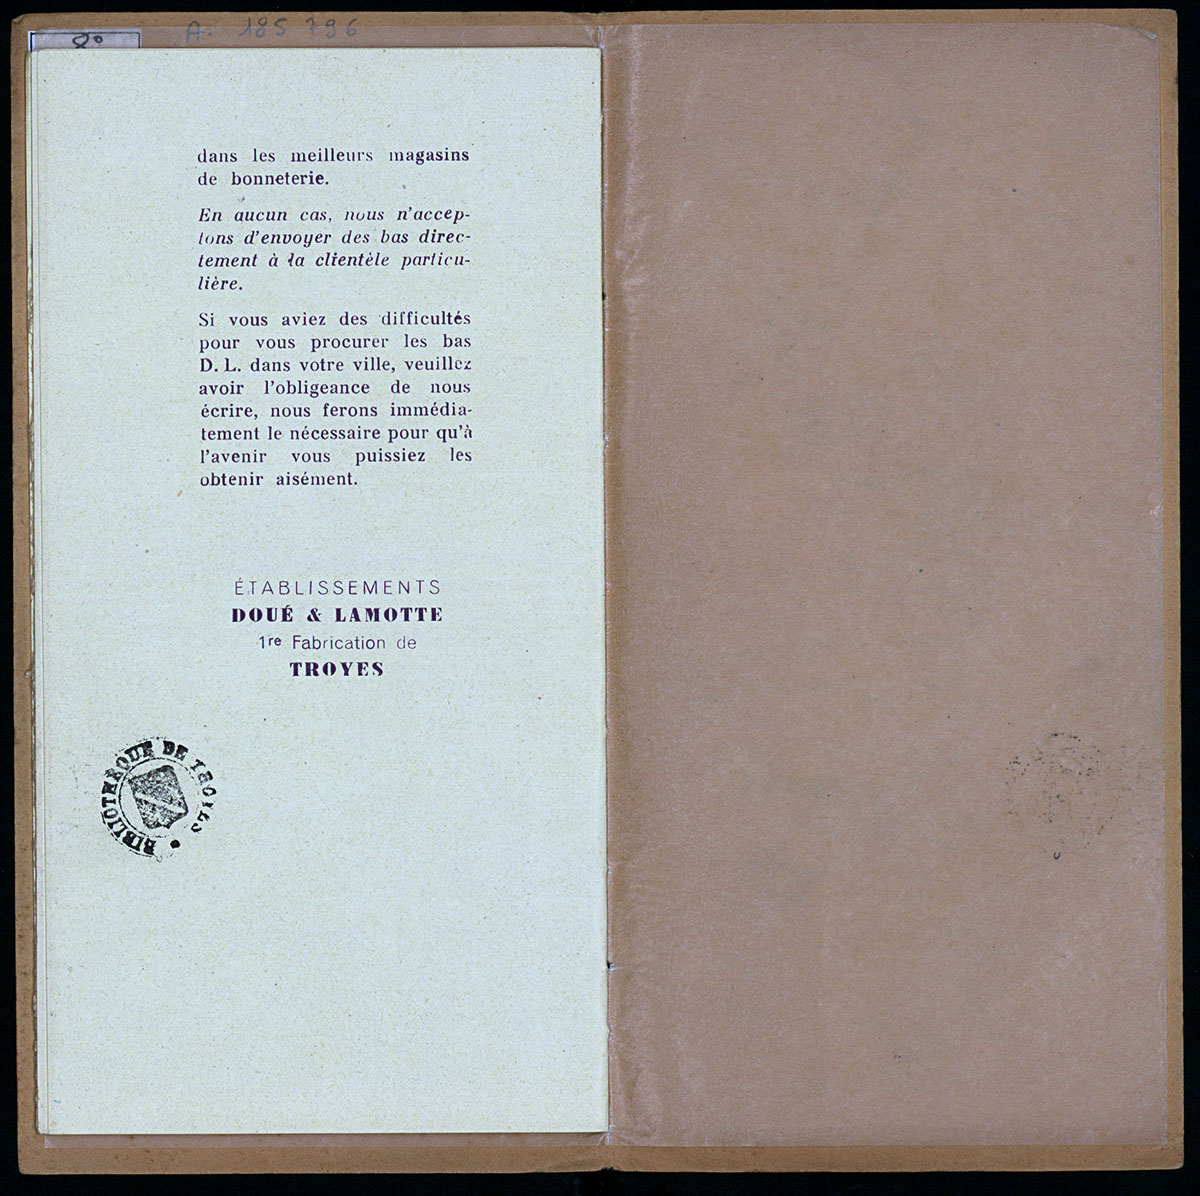 A. 185 796
8°
dans les meilleurs magasins
de bonneterie.
En aucun cas, nous n'accep-
tons d'envoyer des bas direc-
tement à la clientèle particu-
lière.
Si vous aviez des difficultés
pour vous procurer les bas
D. L. dans votre ville, veuillez
avoir l'obligeance de nous
écrire, nous ferons immédia-
tement le nécessaire pour qu'à
l'avenir vous puissiez les
obtenir aisément.
ÉTABLISSEMENTS
DOUÉ & LAMOTTE
1re Fabrication de
TROYES
BIBLIOTHEQUE DE TROYES